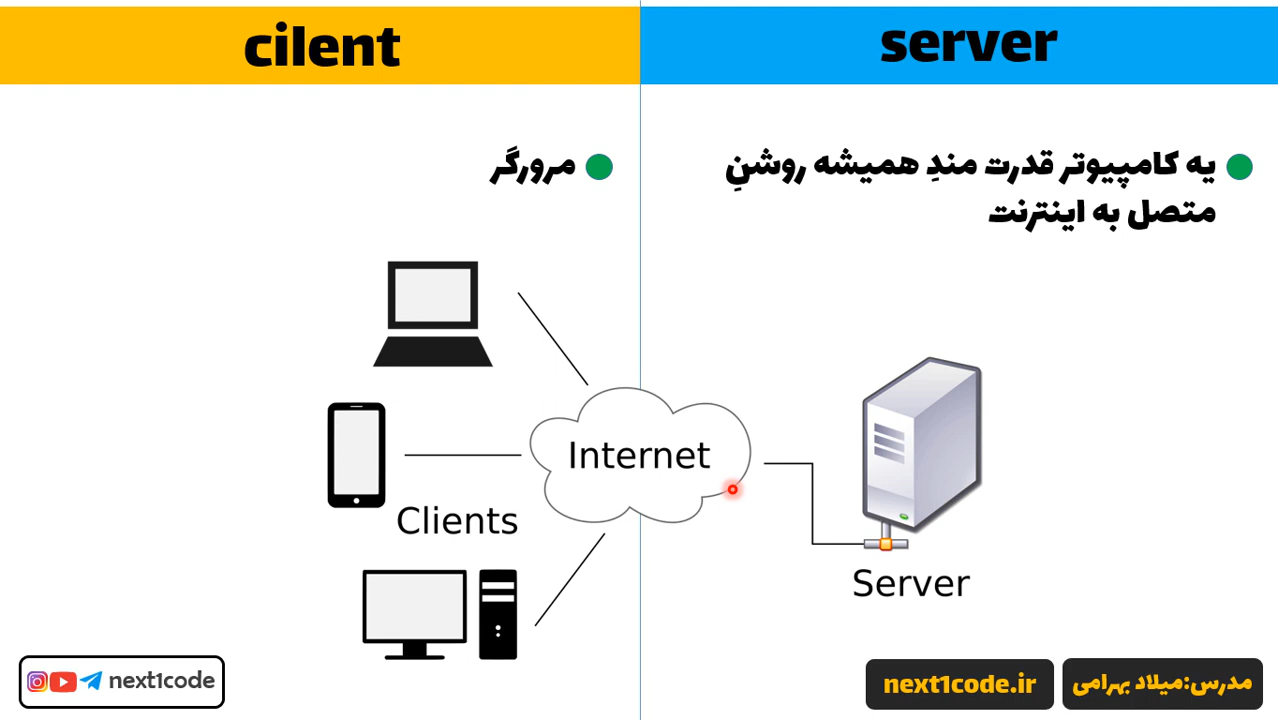 cilent
server
مرورگَر
یه کامپیوتر قدرت مندِ همیشه روشنِ
متصل به اینترنت
Internet
Clients
Server
next1code
next1code.ir
مدرس:میلاد بهرامی